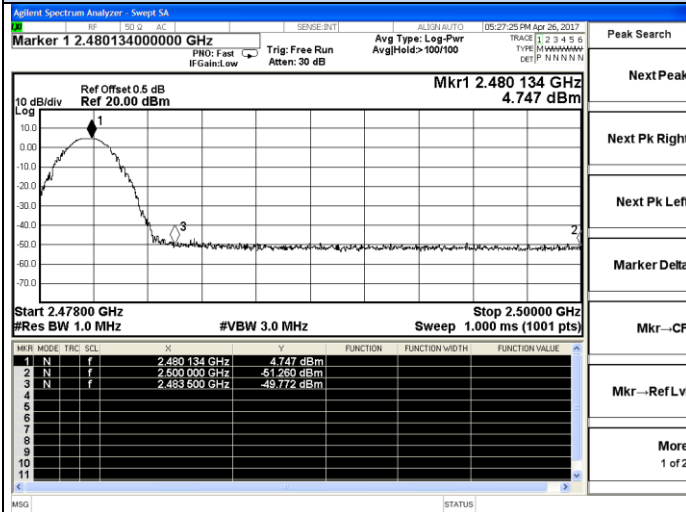 Agilent Spectrum Analyzer - Swept SA
RF 50 Ω AC SENSE:INT ALIGN AUTO 05:27:25 PM Apr 26, 2017
Marker 1 2.480134000000 GHz
PNO: Fast
IFGain:Low
Trig: Free Run
Atten: 30 dB
Avg Type: Log-Pwr
Avg|Hold:> 100/100
TRACE 1 2 3 4 5 6
TYPE M WWWWW
DET P N N N N N
Peak Search
Ref Offset 0.5 dB
10 dB/div Ref 20.00 dBm
Log
Mkr1 2.480 134 GHz
4.747 dBm
10.0
0.00
-10.0
-20.0
-30.0
-40.0
-50.0
-60.0
-70.0
1
3
2
Start 2.47800 GHz Stop 2.50000 GHz
#Res BW 1.0 MHz #VBW 3.0 MHz Sweep 1.000 ms (1001 pts)
MKR MODE TRC SCL X Y FUNCTION FUNCTION WIDTH FUNCTION VALUE
1 N f 2.480 134 GHz 4.747 dBm
2 N f 2.500 000 GHz -51.260 dBm
3 N f 2.483 500 GHz -49.772 dBm
4
5
6
7
8
9
10
11
MSG STATUS
Next Peak
Next Pk Right
Next Pk Left
Marker Delta
Mkr→CF
Mkr→Ref Lv
More
1 of 2